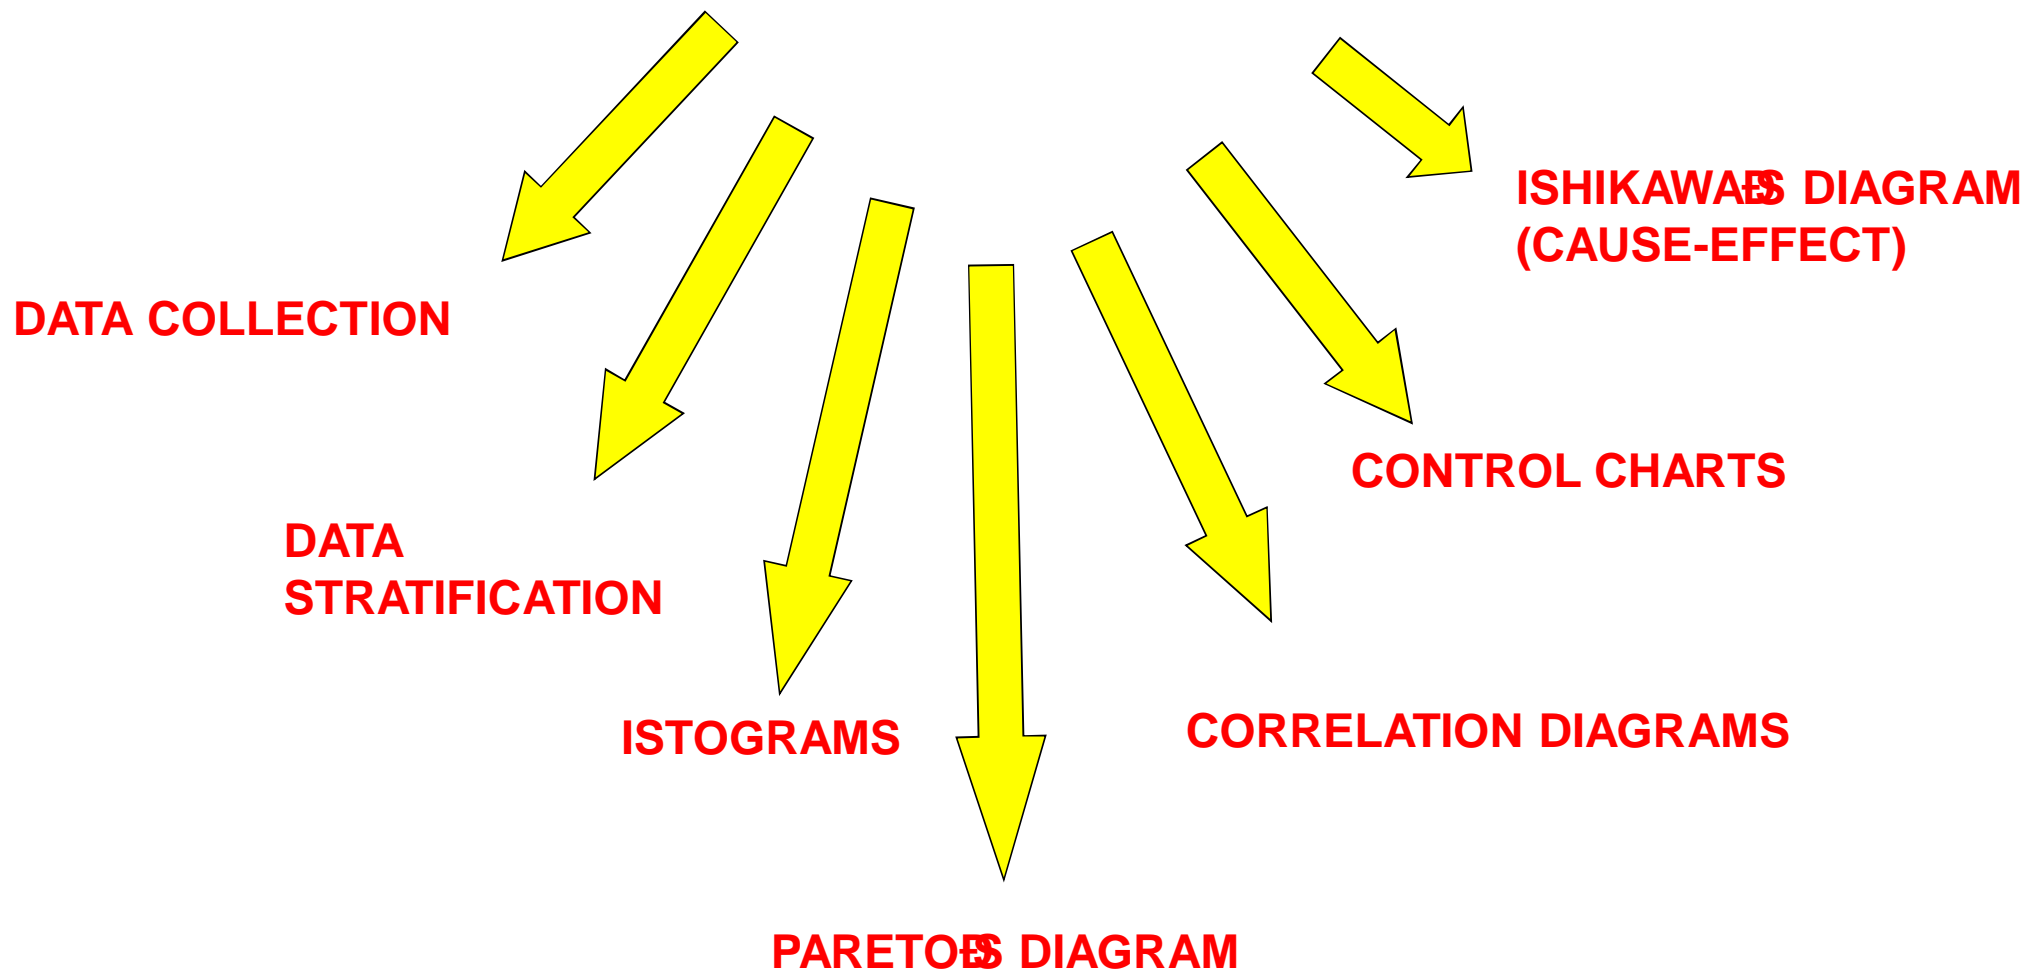 ISHIKAWA'S DIAGRAM
(CAUSE-EFFECT)
DATA COLLECTION
CONTROL CHARTS
DATA
STRATIFICATION
ISTOGRAMS
CORRELATION DIAGRAMS
PARETO'S DIAGRAM